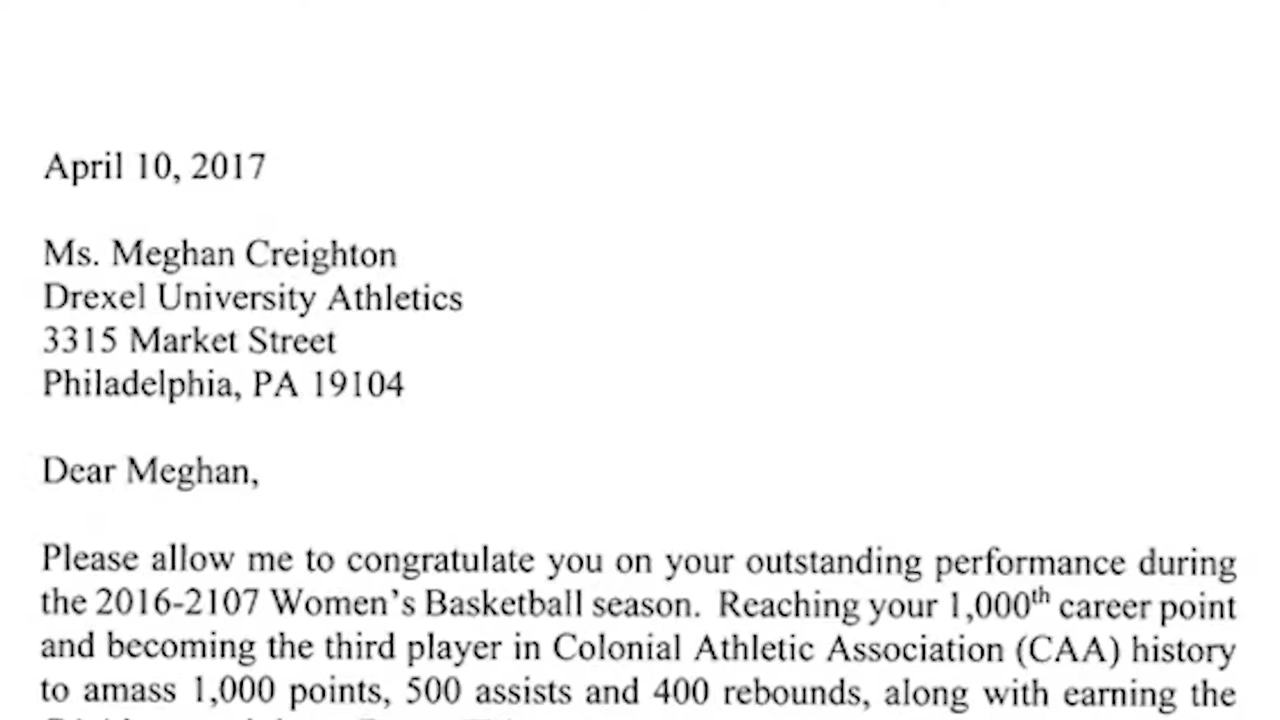 April 10, 2017
Ms. Meghan Creighton
Drexel University Athletics
3315 Market Street
Philadelphia, PA 19104
Dear Meghan,
Please allow me to congratulate you on your outstanding performance during
the 2016-2107 Women's Basketball season. Reaching your 1,000th career point
and becoming the third player in Colonial Athletic Association (CAA) history
to amass 1,000 points, 500 assists and 400 rebounds, along with earning the